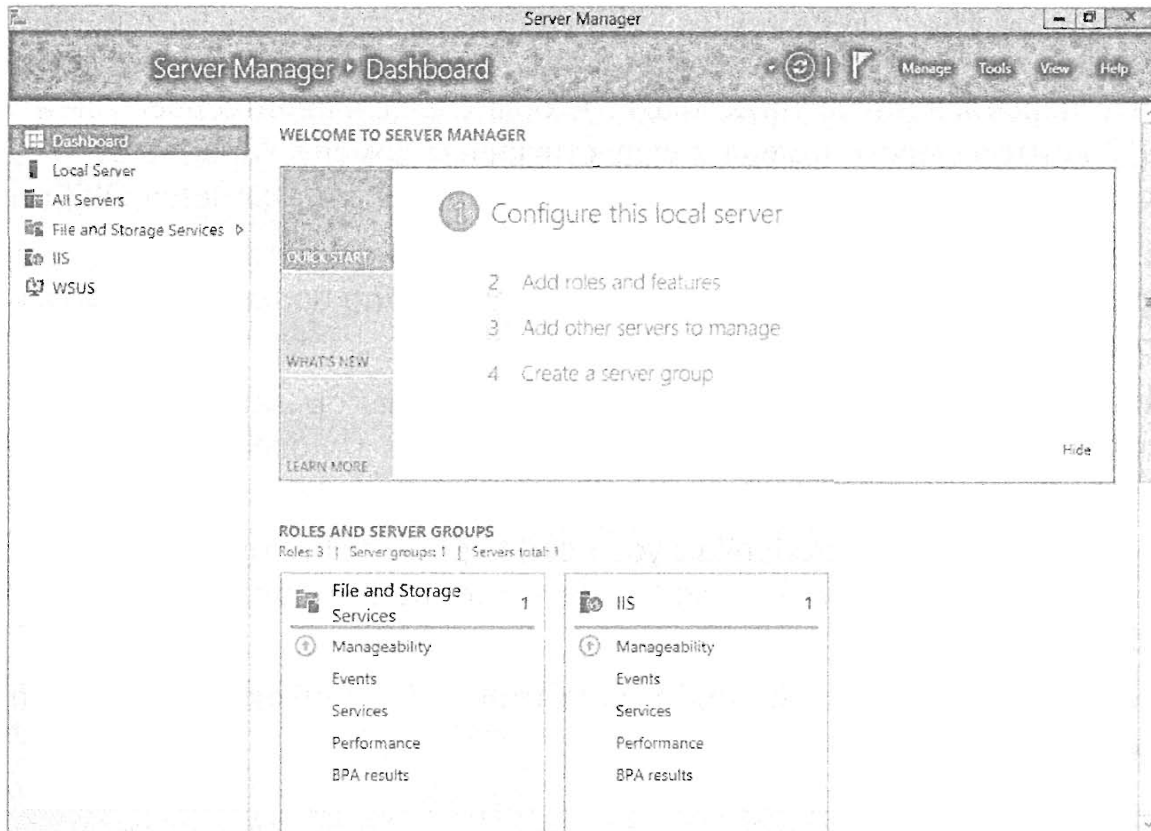 Server Manager
Server Manager ‣ Dashboard
Manage Tools View Help
Dashboard
Local Server
All Servers
File and Storage Services
IIS
WSUS
WELCOME TO SERVER MANAGER
QUICK START
WHAT'S NEW
LEARN MORE
1 Configure this local server
2 Add roles and features
3 Add other servers to manage
4 Create a server group
Hide
ROLES AND SERVER GROUPS
Roles: 3 | Server groups: 1 | Servers total: 1
File and Storage
Services 1
Manageability
Events
Services
Performance
BPA results
IIS 1
Manageability
Events
Services
Performance
BPA results